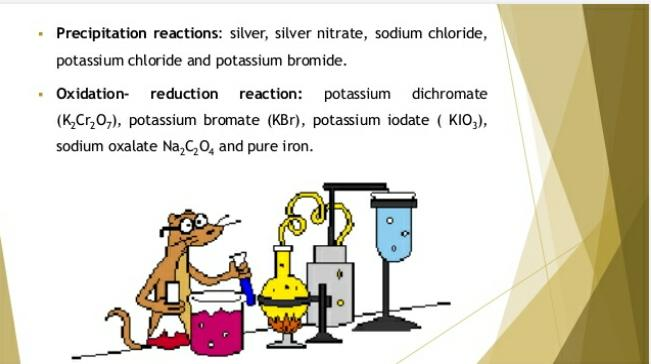 ▪ Precipitation reactions: silver, silver nitrate, sodium chloride,
potassium chloride and potassium bromide.
▪ Oxidation- reduction reaction: potassium dichromate
(K₂Cr₂O₇), potassium bromate (KBr), potassium iodate ( KIO₃),
sodium oxalate Na₂C₂O₄ and pure iron.